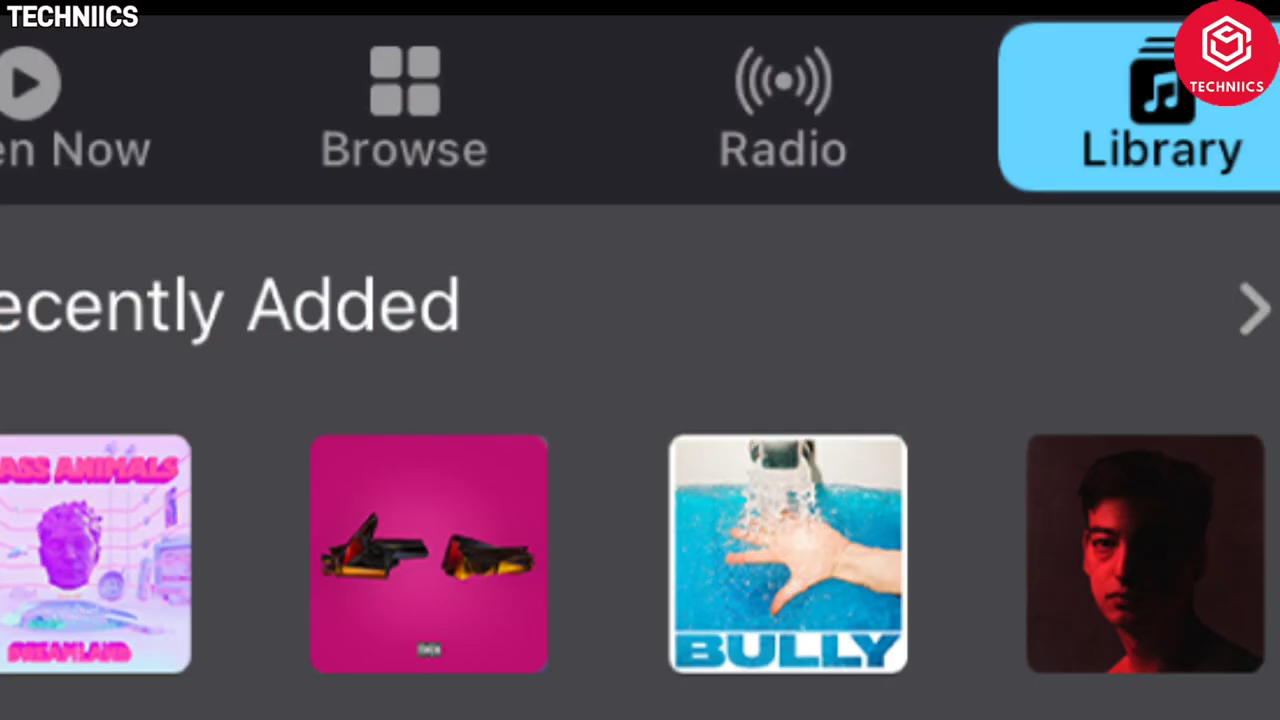 TECHNIICS
TECHNIICS
en Now
Browse
Radio
Library
ecently Added
ASS ANIMALS
DREAMLAND
BULLY